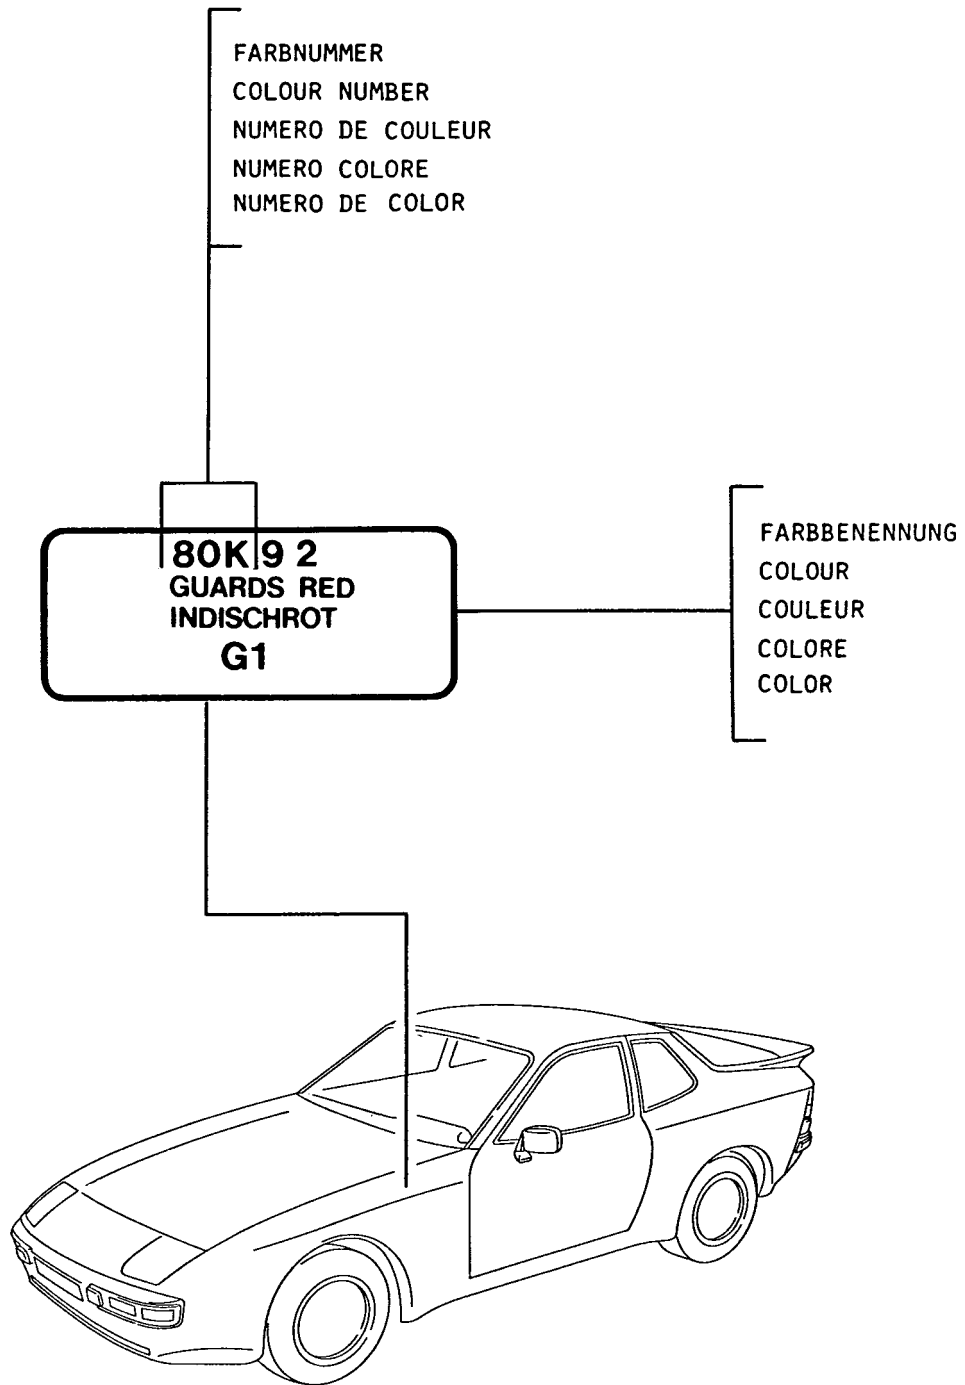 FARBNUMMER
COLOUR NUMBER
NUMERO DE COULEUR
NUMERO COLORE
NUMERO DE COLOR
80K 9 2
GUARDS RED
INDISCHROT
G1
FARBBENENNUNG
COLOUR
COULEUR
COLORE
COLOR